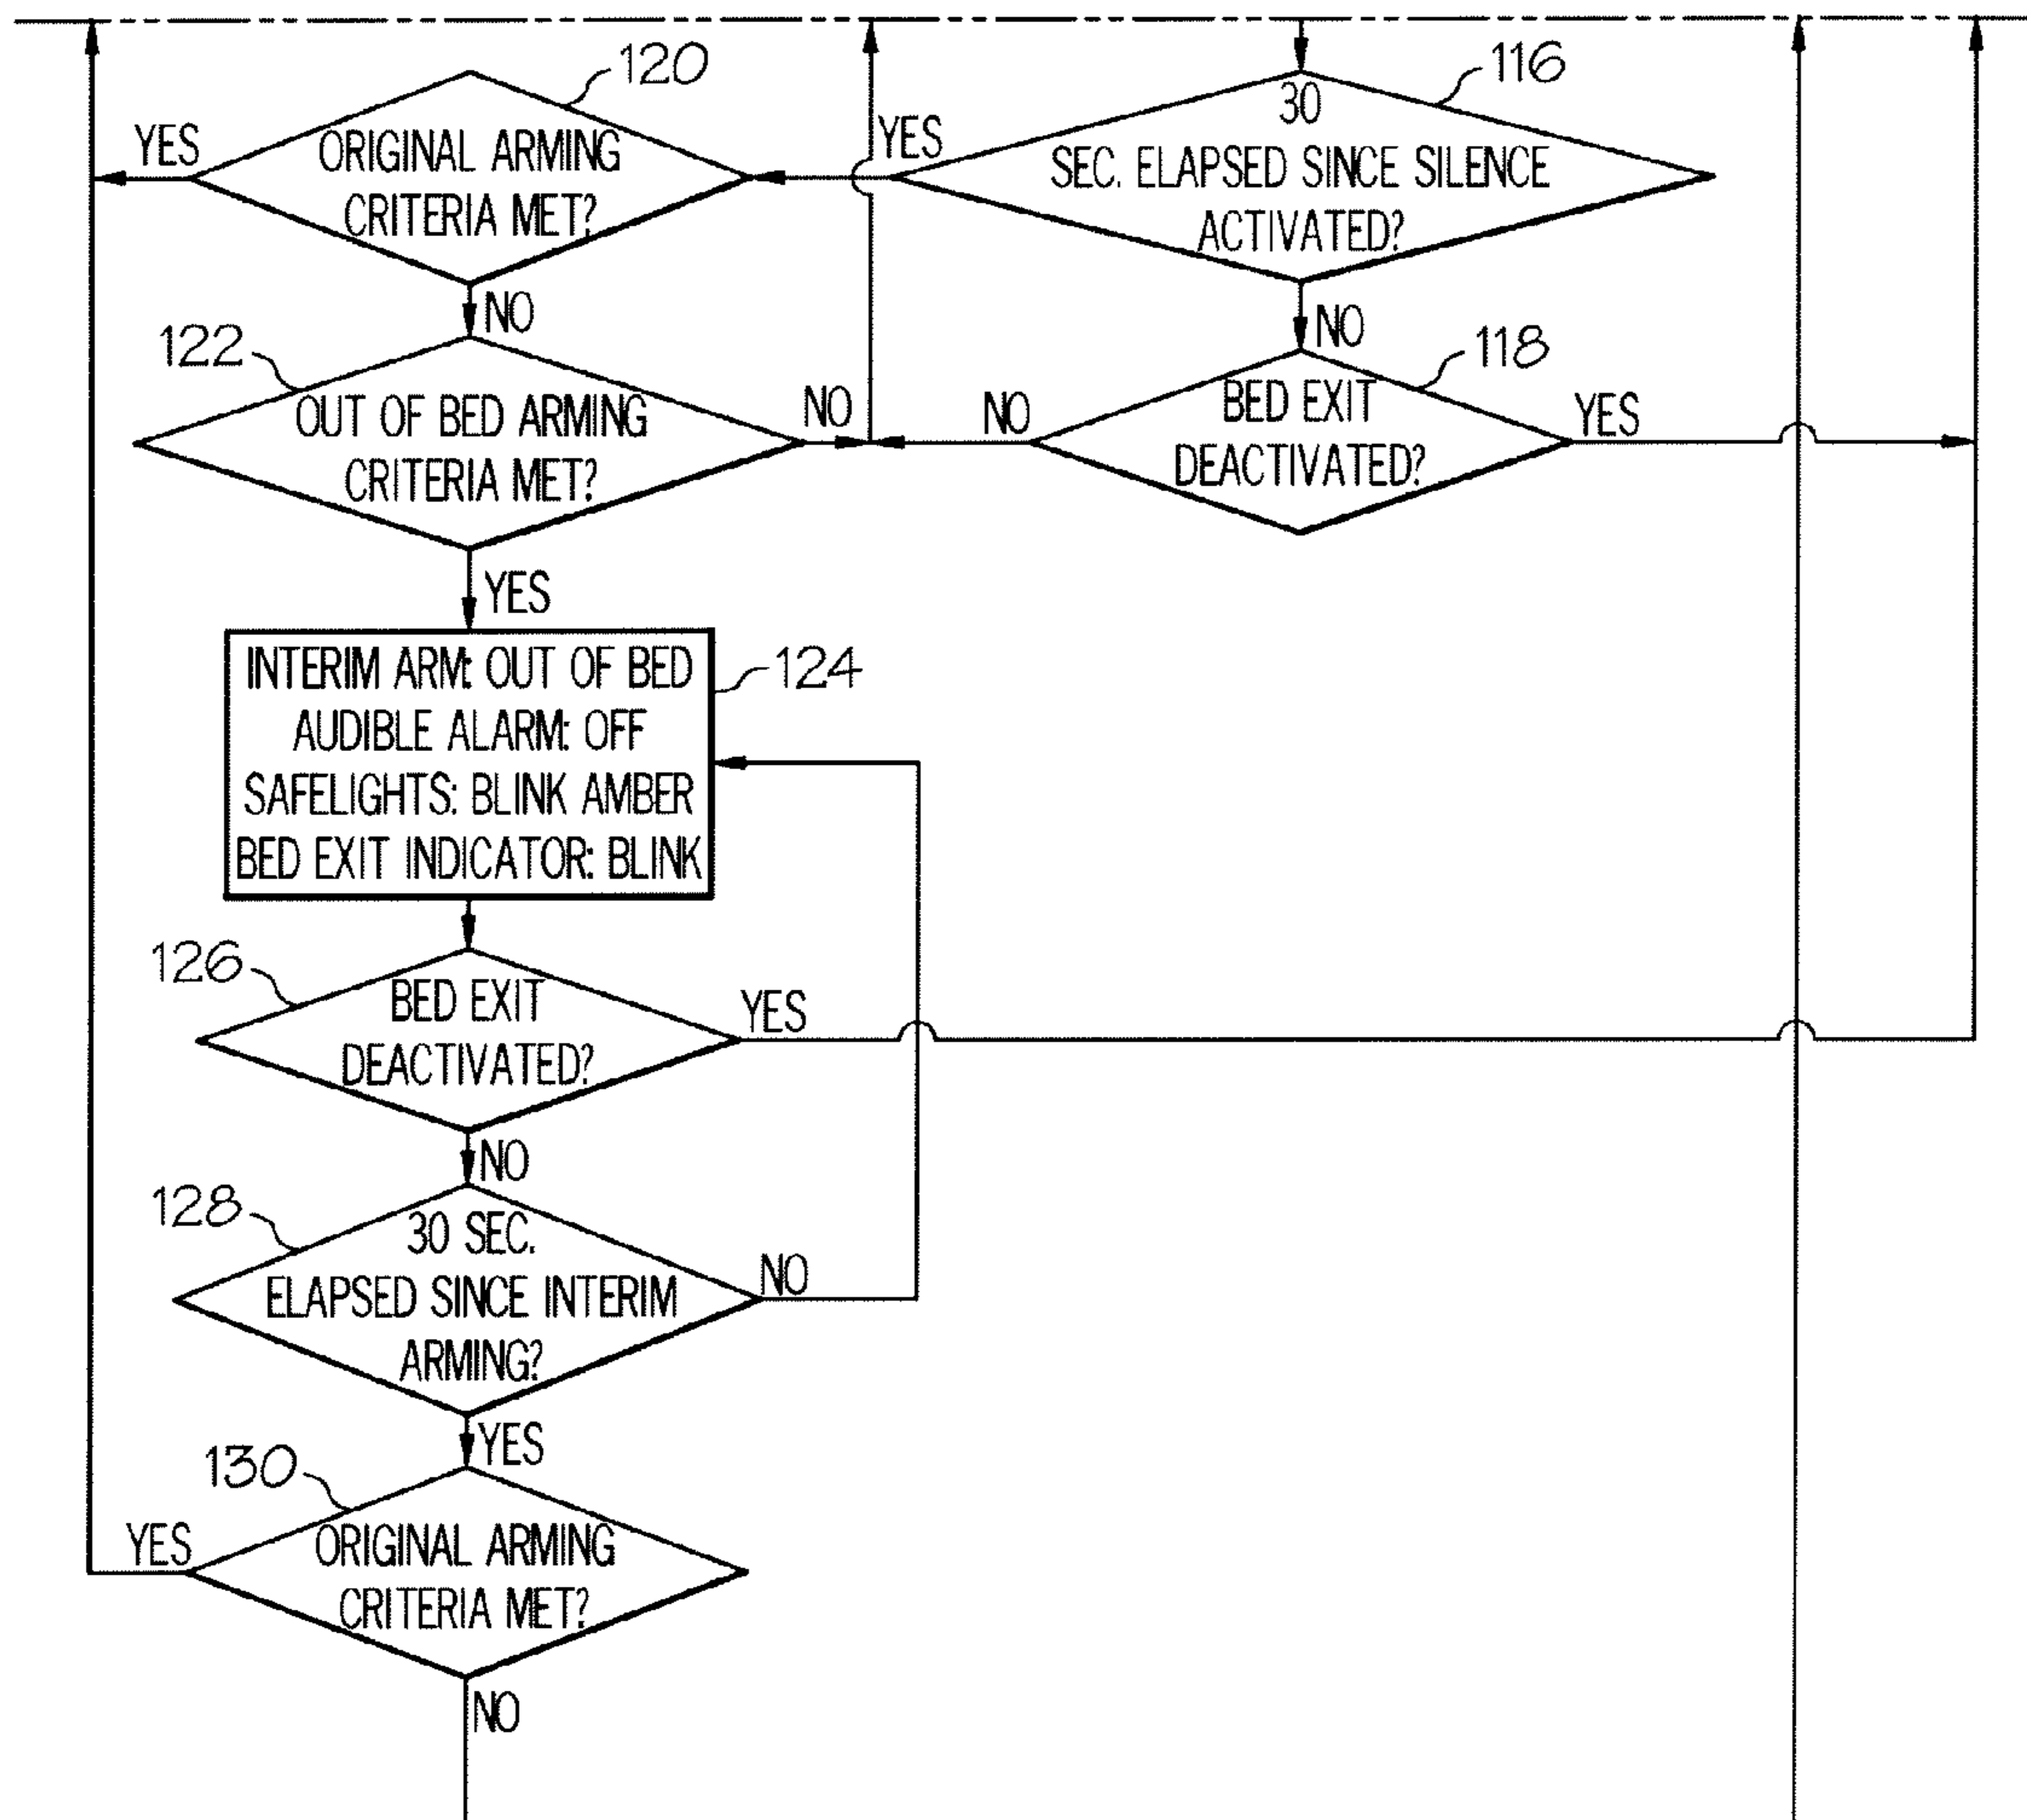 120
YES
ORIGINAL ARMING
CRITERIA MET?
NO
116
YES
30
SEC. ELAPSED SINCE SILENCE
ACTIVATED?
NO
122
OUT OF BED ARMING
CRITERIA MET?
NO
YES
118
NO
BED EXIT
DEACTIVATED?
YES
124
INTERIM ARM: OUT OF BED
AUDIBLE ALARM: OFF
SAFELIGHTS: BLINK AMBER
BED EXIT INDICATOR: BLINK
126
BED EXIT
DEACTIVATED?
YES
NO
128
30 SEC.
ELAPSED SINCE INTERIM
ARMING?
NO
YES
130
YES
ORIGINAL ARMING
CRITERIA MET?
NO